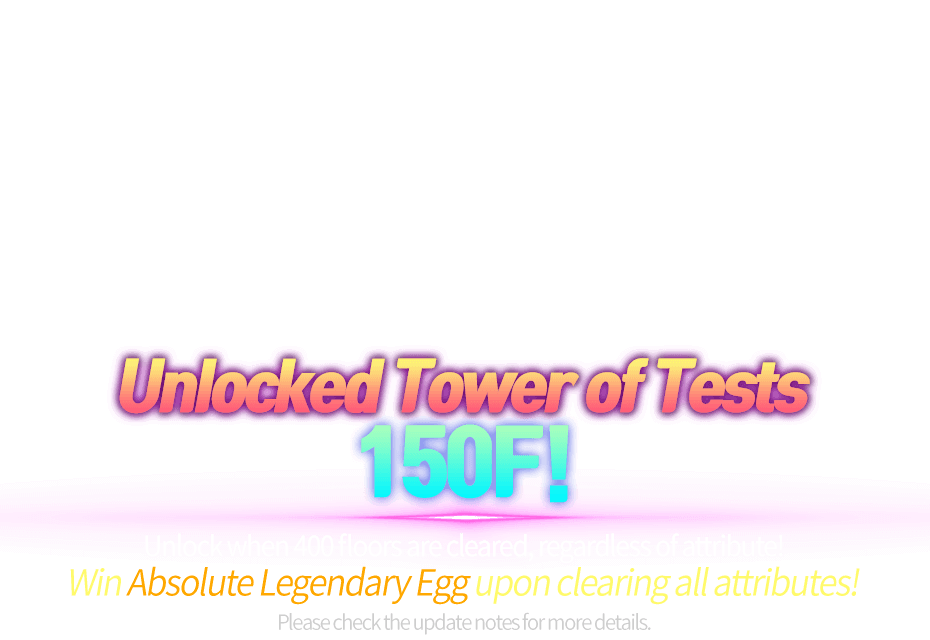 Unlocked Tower of Tests
150F!
Unlock when 400 floors are cleared, regardless of attribute!
Win Absolute Legendary Egg upon clearing all attributes!
Please check the update notes for more details.